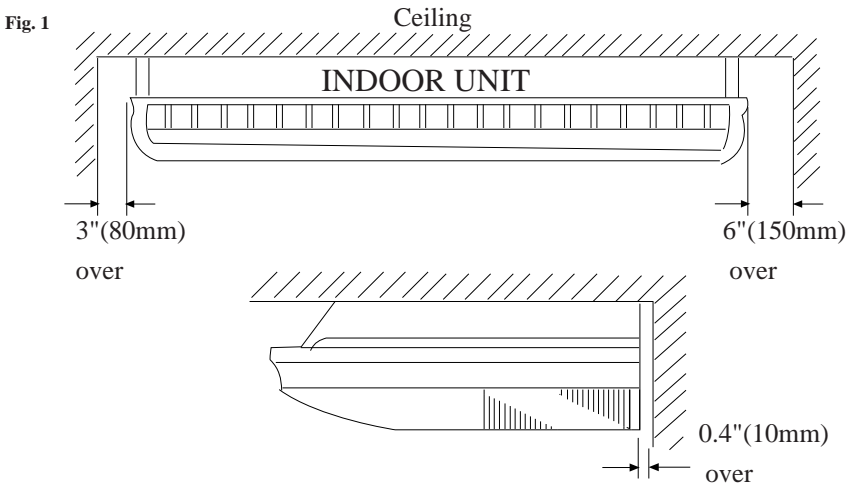 Fig. 1
Ceiling
INDOOR UNIT
3"(80mm)
over
6"(150mm)
over
0.4"(10mm)
over